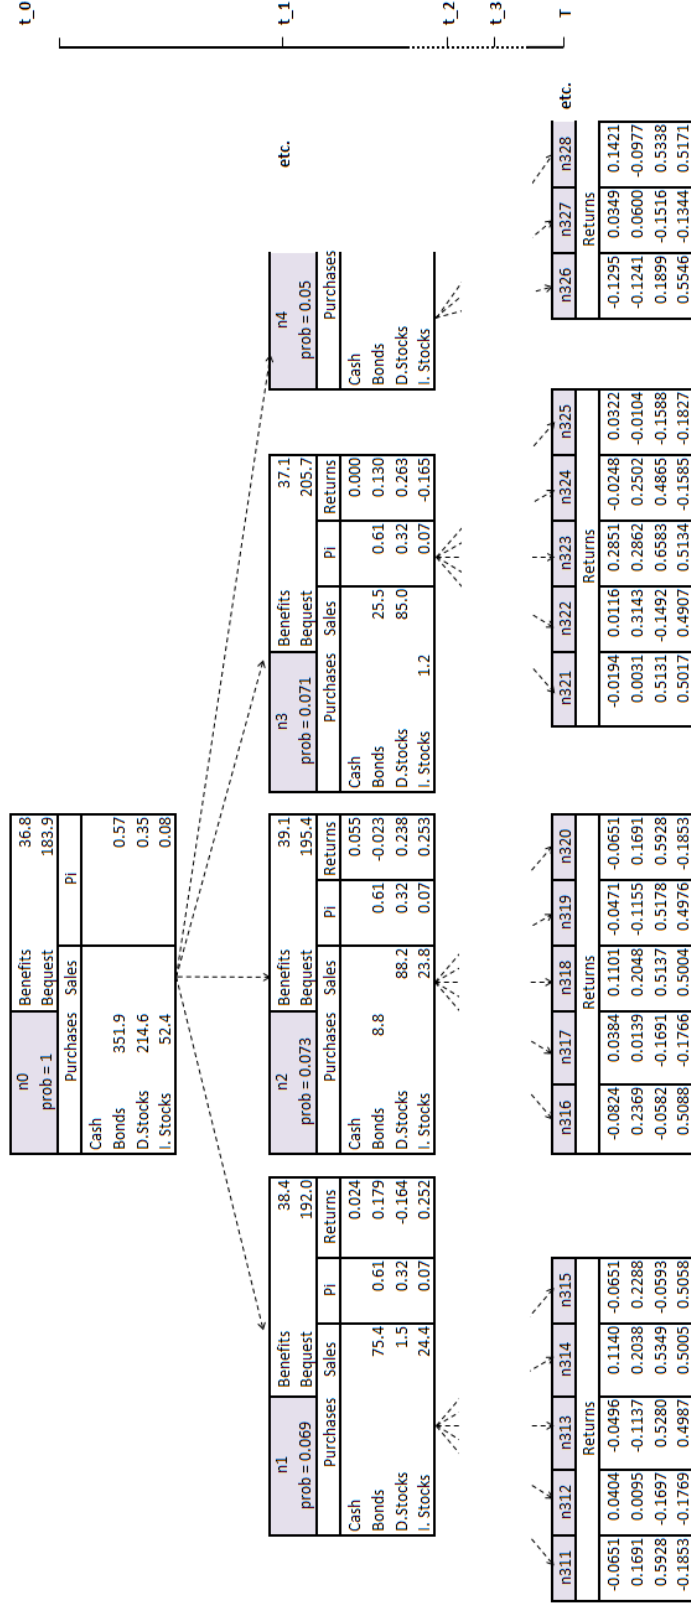 n0 Benefits 36.8
prob = 1 Bequest 183.9
Purchases Sales Pi
Cash
Bonds 351.9 0.57
D.Stocks 214.6 0.35
I. Stocks 52.4 0.08
t_0
n1 Benefits 38.4
prob = 0.069 Bequest 192.0
Purchases Sales Pi Returns
Cash 0.024
Bonds 75.4 0.61 0.179
D.Stocks 1.5 0.32 -0.164
I. Stocks 24.4 0.07 0.252
n2 Benefits 39.1
prob = 0.073 Bequest 195.4
Purchases Sales Pi Returns
Cash 0.055
Bonds 8.8 0.61 -0.023
D.Stocks 88.2 0.32 0.238
I. Stocks 23.8 0.07 0.253
n3 Benefits 37.1
prob = 0.071 Bequest 205.7
Purchases Sales Pi Returns
Cash 0.000
Bonds 25.5 0.61 0.130
D.Stocks 85.0 0.32 0.263
I. Stocks 1.2 0.07 -0.165
n4
prob = 0.05
Purchases
Cash
Bonds
D.Stocks
I. Stocks
etc.
t_1
t_2
t_3
n311 n312 n313 n314 n315
Returns
-0.0651 0.0404 -0.0496 0.1140 -0.0651
0.1691 0.0095 -0.1137 0.2038 0.2288
0.5928 -0.1697 0.5280 0.5349 -0.0593
-0.1853 -0.1769 0.4987 0.5005 0.5058
n316 n317 n318 n319 n320
Returns
-0.0824 0.0384 0.1101 -0.0471 -0.0651
0.2369 0.0139 0.2048 -0.1155 0.1691
-0.0582 -0.1691 0.5137 0.5178 0.5928
0.5088 -0.1766 0.5004 0.4976 -0.1853
n321 n322 n323 n324 n325
Returns
-0.0194 0.0116 0.2851 -0.0248 0.0322
0.0031 0.3143 0.2862 0.2502 -0.0104
0.5131 -0.1492 0.6583 0.4865 -0.1588
0.5017 0.4907 0.5134 -0.1585 -0.1827
n326 n327 n328
Returns
-0.1295 0.0349 0.1421
-0.1241 0.0600 -0.0977
0.1899 -0.1516 0.5338
0.5546 -0.1344 0.5171
etc.
T